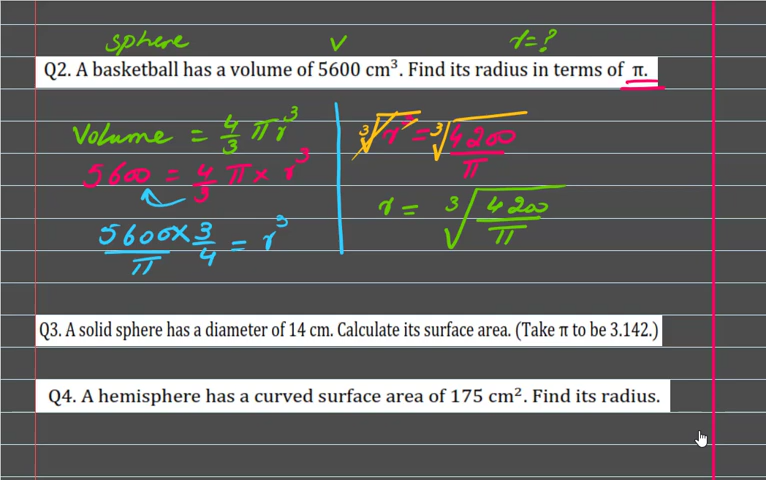 sphere V r=?
Q2. A basketball has a volume of 5600 cm³. Find its radius in terms of π.
Volume = 4/3 πr³
5600 = 4/3 π × r³
5600/π × 3/4 = r³
∛r³ = ∛(4200/π)
r = ∛(4200/π)
Q3. A solid sphere has a diameter of 14 cm. Calculate its surface area. (Take π to be 3.142.)
Q4. A hemisphere has a curved surface area of 175 cm². Find its radius.